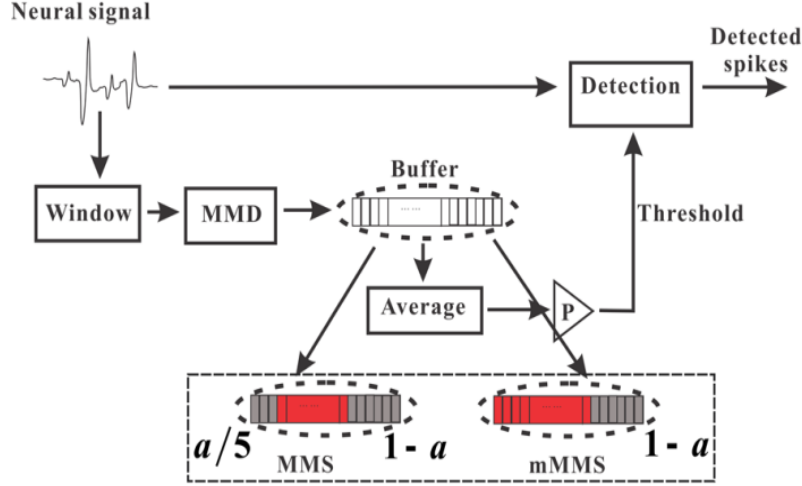 Neural signal
Detected
spikes
Detection
Buffer
Window
MMD
Threshold
Average
P
a/5
1- a
1- a
MMS
mMMS